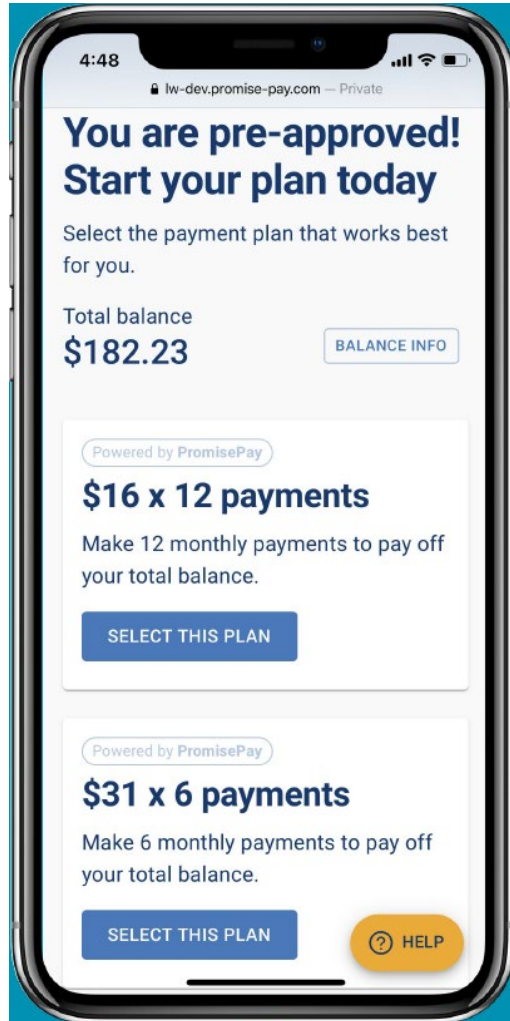 4:48
lw-dev.promise-pay.com — Private
You are pre-approved!
Start your plan today
Select the payment plan that works best
for you.
Total balance
$182.23
BALANCE INFO
Powered by PromisePay
$16 x 12 payments
Make 12 monthly payments to pay off
your total balance.
SELECT THIS PLAN
Powered by PromisePay
$31 x 6 payments
Make 6 monthly payments to pay off
your total balance.
SELECT THIS PLAN
? HELP